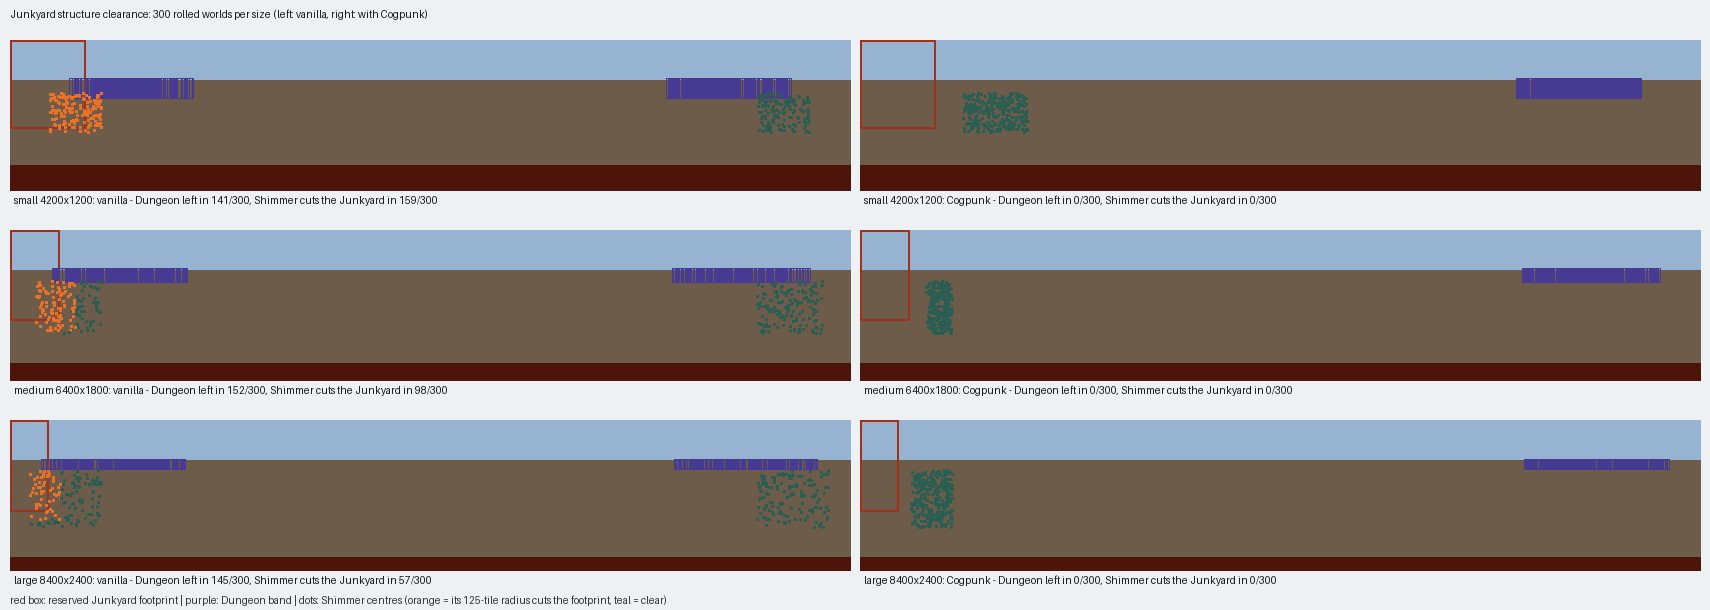 Junkyard structure clearance: 300 rolled worlds per size (left: vanilla, right: with Cogpunk)
small 4200x1200: vanilla - Dungeon left in 141/300, Shimmer cuts the Junkyard in 159/300
small 4200x1200: Cogpunk - Dungeon left in 0/300, Shimmer cuts the Junkyard in 0/300
medium 6400x1800: vanilla - Dungeon left in 152/300, Shimmer cuts the Junkyard in 98/300
medium 6400x1800: Cogpunk - Dungeon left in 0/300, Shimmer cuts the Junkyard in 0/300
large 8400x2400: vanilla - Dungeon left in 145/300, Shimmer cuts the Junkyard in 57/300
large 8400x2400: Cogpunk - Dungeon left in 0/300, Shimmer cuts the Junkyard in 0/300
red box: reserved Junkyard footprint | purple: Dungeon band | dots: Shimmer centres (orange = its 125-tile radius cuts the footprint, teal = clear)